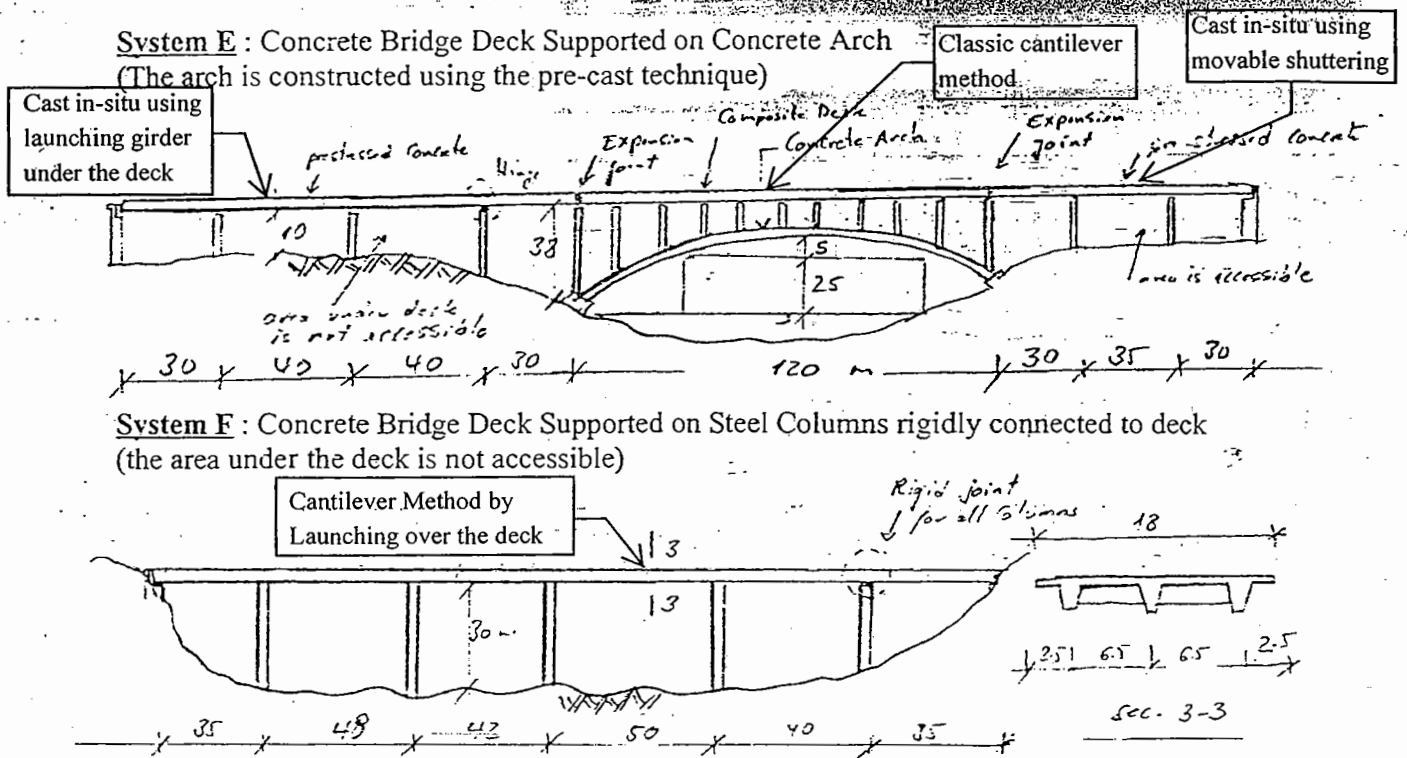 System E : Concrete Bridge Deck Supported on Concrete Arch
(The arch is constructed using the pre-cast technique)
Classic cantilever
method
Cast in-situ using
movable shuttering
Cast in-situ using
launching girder
under the deck
prestressed concrete
Hinge
Expansion
joint
Composite Deck
Concrete-Arch
Expansion
joint
concrete
10
38
5
25
area under deck
is not accessible
area is accessible
30 40 40 30 120 m 30 35 30
System F : Concrete Bridge Deck Supported on Steel Columns rigidly connected to deck
(the area under the deck is not accessible)
Cantilever Method by
Launching over the deck
Rigid joint
for all columns
3
3
30 m
18
2.5 6.5 6.5 2.5
sec. 3-3
35 48 42 50 40 35